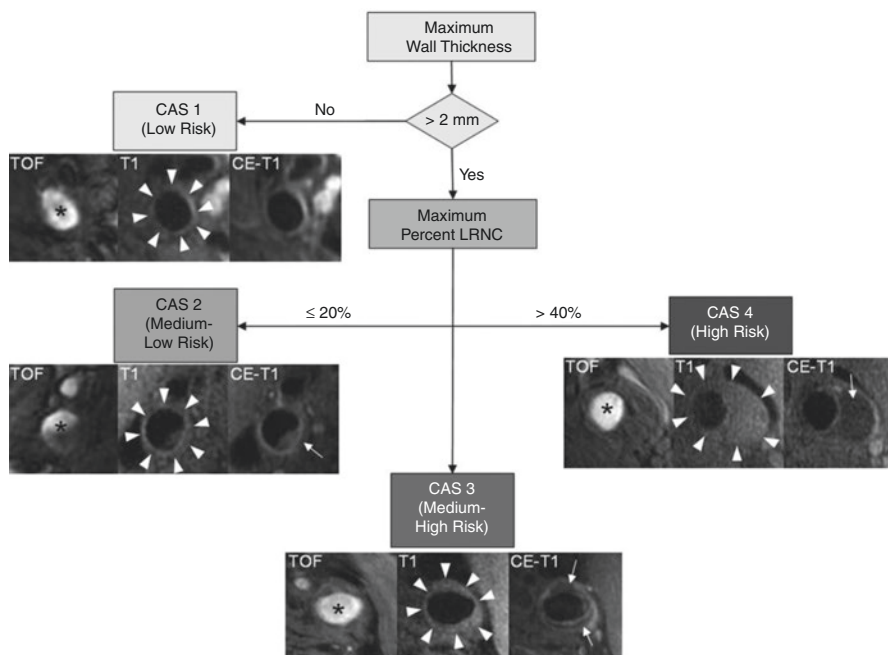 Maximum
Wall Thickness
> 2 mm
No
Yes
CAS 1
(Low Risk)
TOF
T1
CE-T1
*
Maximum
Percent LRNC
≤ 20%
> 40%
CAS 2
(Medium-
Low Risk)
TOF
T1
CE-T1
*
CAS 4
(High Risk)
TOF
T1
CE-T1
*
CAS 3
(Medium-
High Risk)
TOF
T1
CE-T1
*